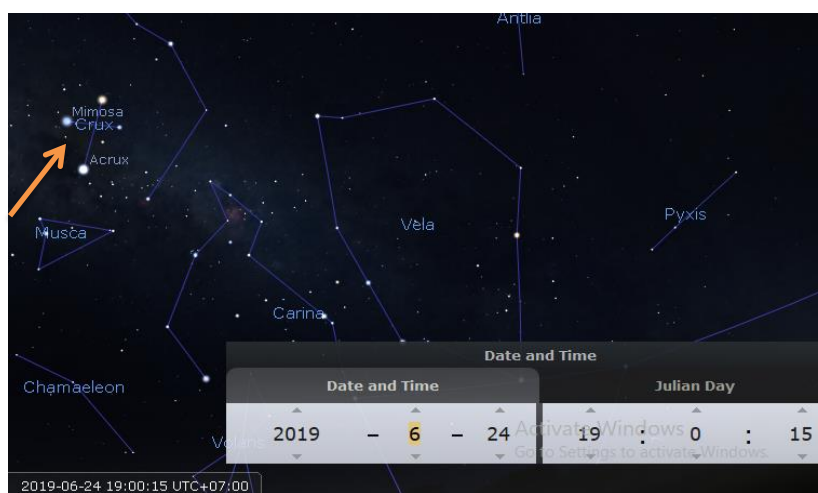 Antlia
Mimosa
Crux
Acrux
Musca
Vela
Pyxis
Carina
Date and Time
Chamaeleon
Date and Time
Julian Day
Volans
2019 - 6 - 24 19 : 0 : 15
Activate Windows
Go to Settings to activate Windows.
2019-06-24 19:00:15 UTC+07:00